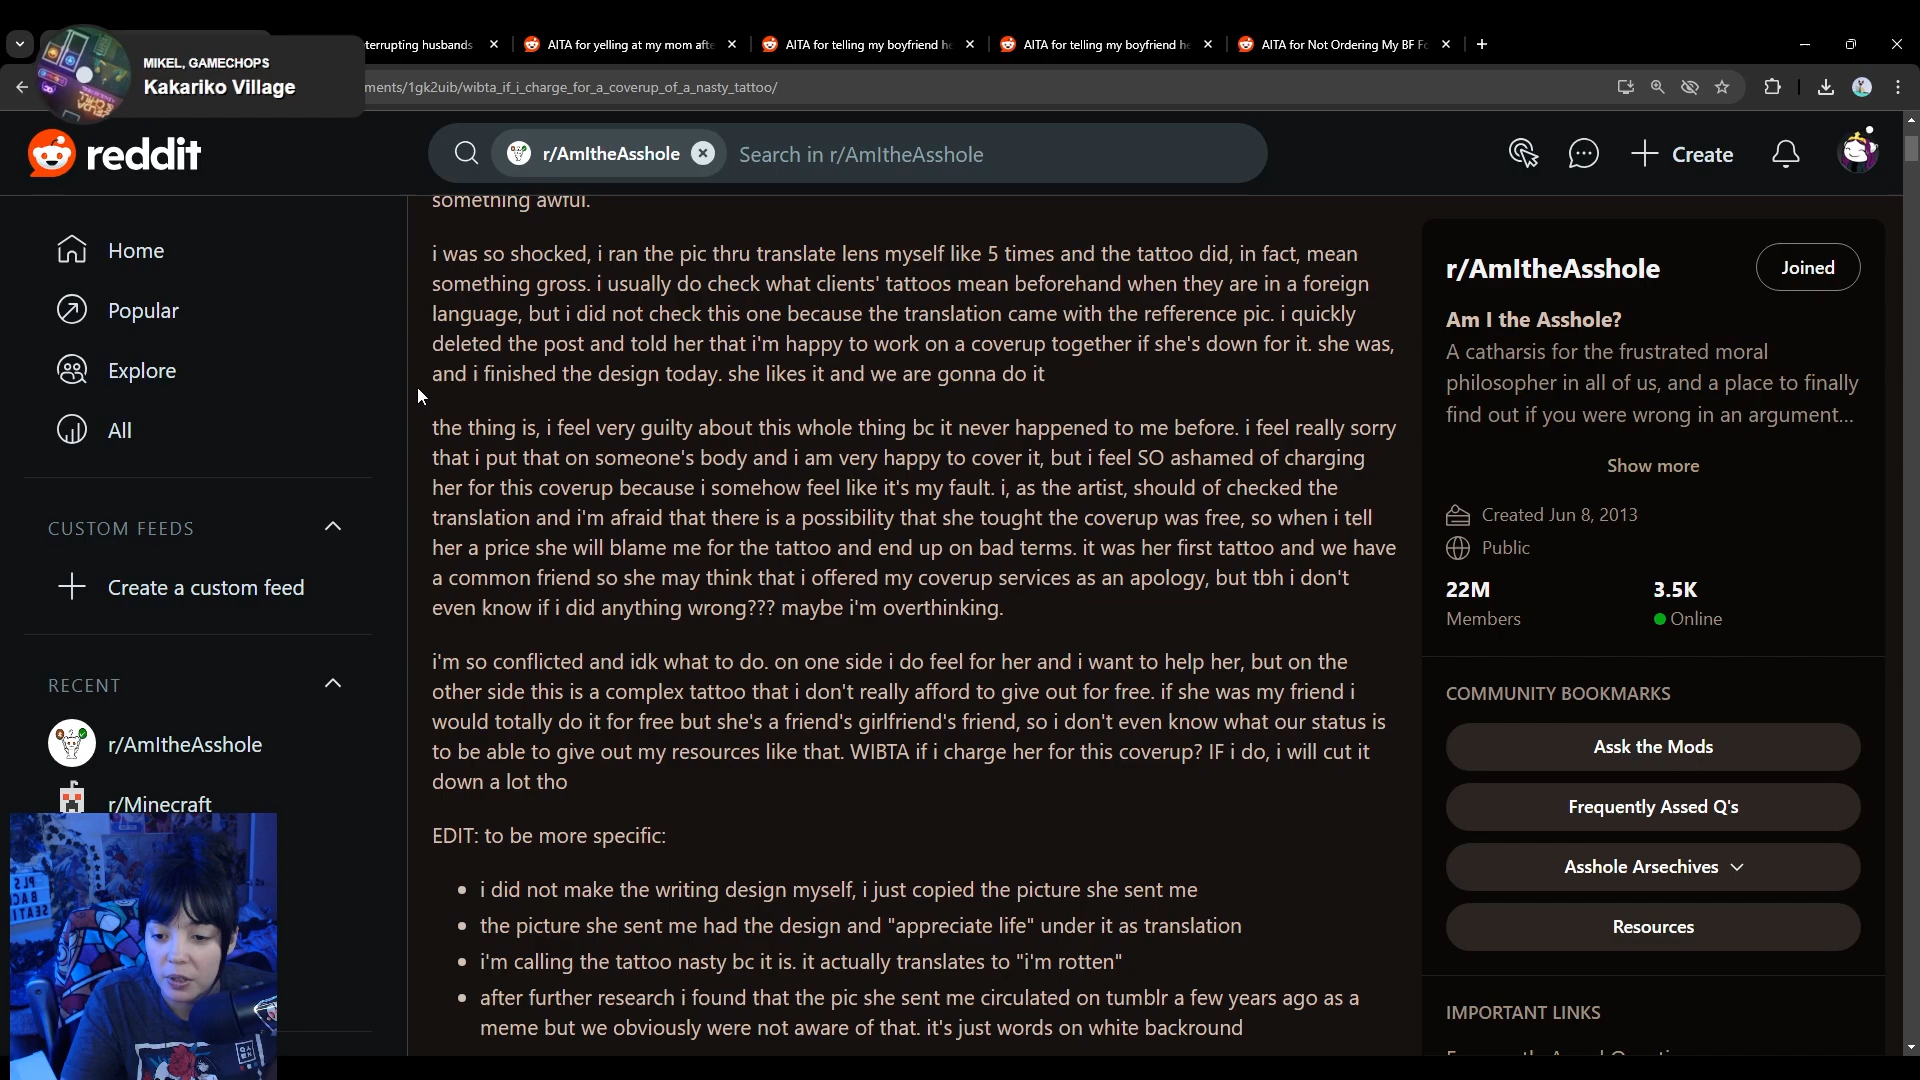 MIKEL, GAMECHOPS
Kakariko Village
terrupting husbands
AITA for yelling at my mom afte
AITA for telling my boyfriend he
AITA for telling my boyfriend he
AITA for Not Ordering My BF Fo
ments/1gk2uib/wibta_if_i_charge_for_a_coverup_of_a_nasty_tattoo/
reddit
r/AmItheAsshole
Search in r/AmItheAsshole
Create
Home
Popular
Explore
All
CUSTOM FEEDS
Create a custom feed
RECENT
r/AmItheAsshole
r/Minecraft
something awful.
i was so shocked, i ran the pic thru translate lens myself like 5 times and the tattoo did, in fact, mean
something gross. i usually do check what clients' tattoos mean beforehand when they are in a foreign
language, but i did not check this one because the translation came with the refference pic. i quickly
deleted the post and told her that i'm happy to work on a coverup together if she's down for it. she was,
and i finished the design today. she likes it and we are gonna do it
the thing is, i feel very guilty about this whole thing bc it never happened to me before. i feel really sorry
that i put that on someone's body and i am very happy to cover it, but i feel SO ashamed of charging
her for this coverup because i somehow feel like it's my fault. i, as the artist, should of checked the
translation and i'm afraid that there is a possibility that she tought the coverup was free, so when i tell
her a price she will blame me for the tattoo and end up on bad terms. it was her first tattoo and we have
a common friend so she may think that i offered my coverup services as an apology, but tbh i don't
even know if i did anything wrong??? maybe i'm overthinking.
i'm so conflicted and idk what to do. on one side i do feel for her and i want to help her, but on the
other side this is a complex tattoo that i don't really afford to give out for free. if she was my friend i
would totally do it for free but she's a friend's girlfriend's friend, so i don't even know what our status is
to be able to give out my resources like that. WIBTA if i charge her for this coverup? IF i do, i will cut it
down a lot tho
EDIT: to be more specific:
• i did not make the writing design myself, i just copied the picture she sent me
• the picture she sent me had the design and "appreciate life" under it as translation
• i'm calling the tattoo nasty bc it is. it actually translates to "i'm rotten"
• after further research i found that the pic she sent me circulated on tumblr a few years ago as a
meme but we obviously were not aware of that. it's just words on white backround
r/AmItheAsshole
Joined
Am I the Asshole?
A catharsis for the frustrated moral
philosopher in all of us, and a place to finally
find out if you were wrong in an argument...
Show more
Created Jun 8, 2013
Public
22M
3.5K
Members
Online
COMMUNITY BOOKMARKS
Assk the Mods
Frequently Assed Q's
Asshole Arsechives
Resources
IMPORTANT LINKS